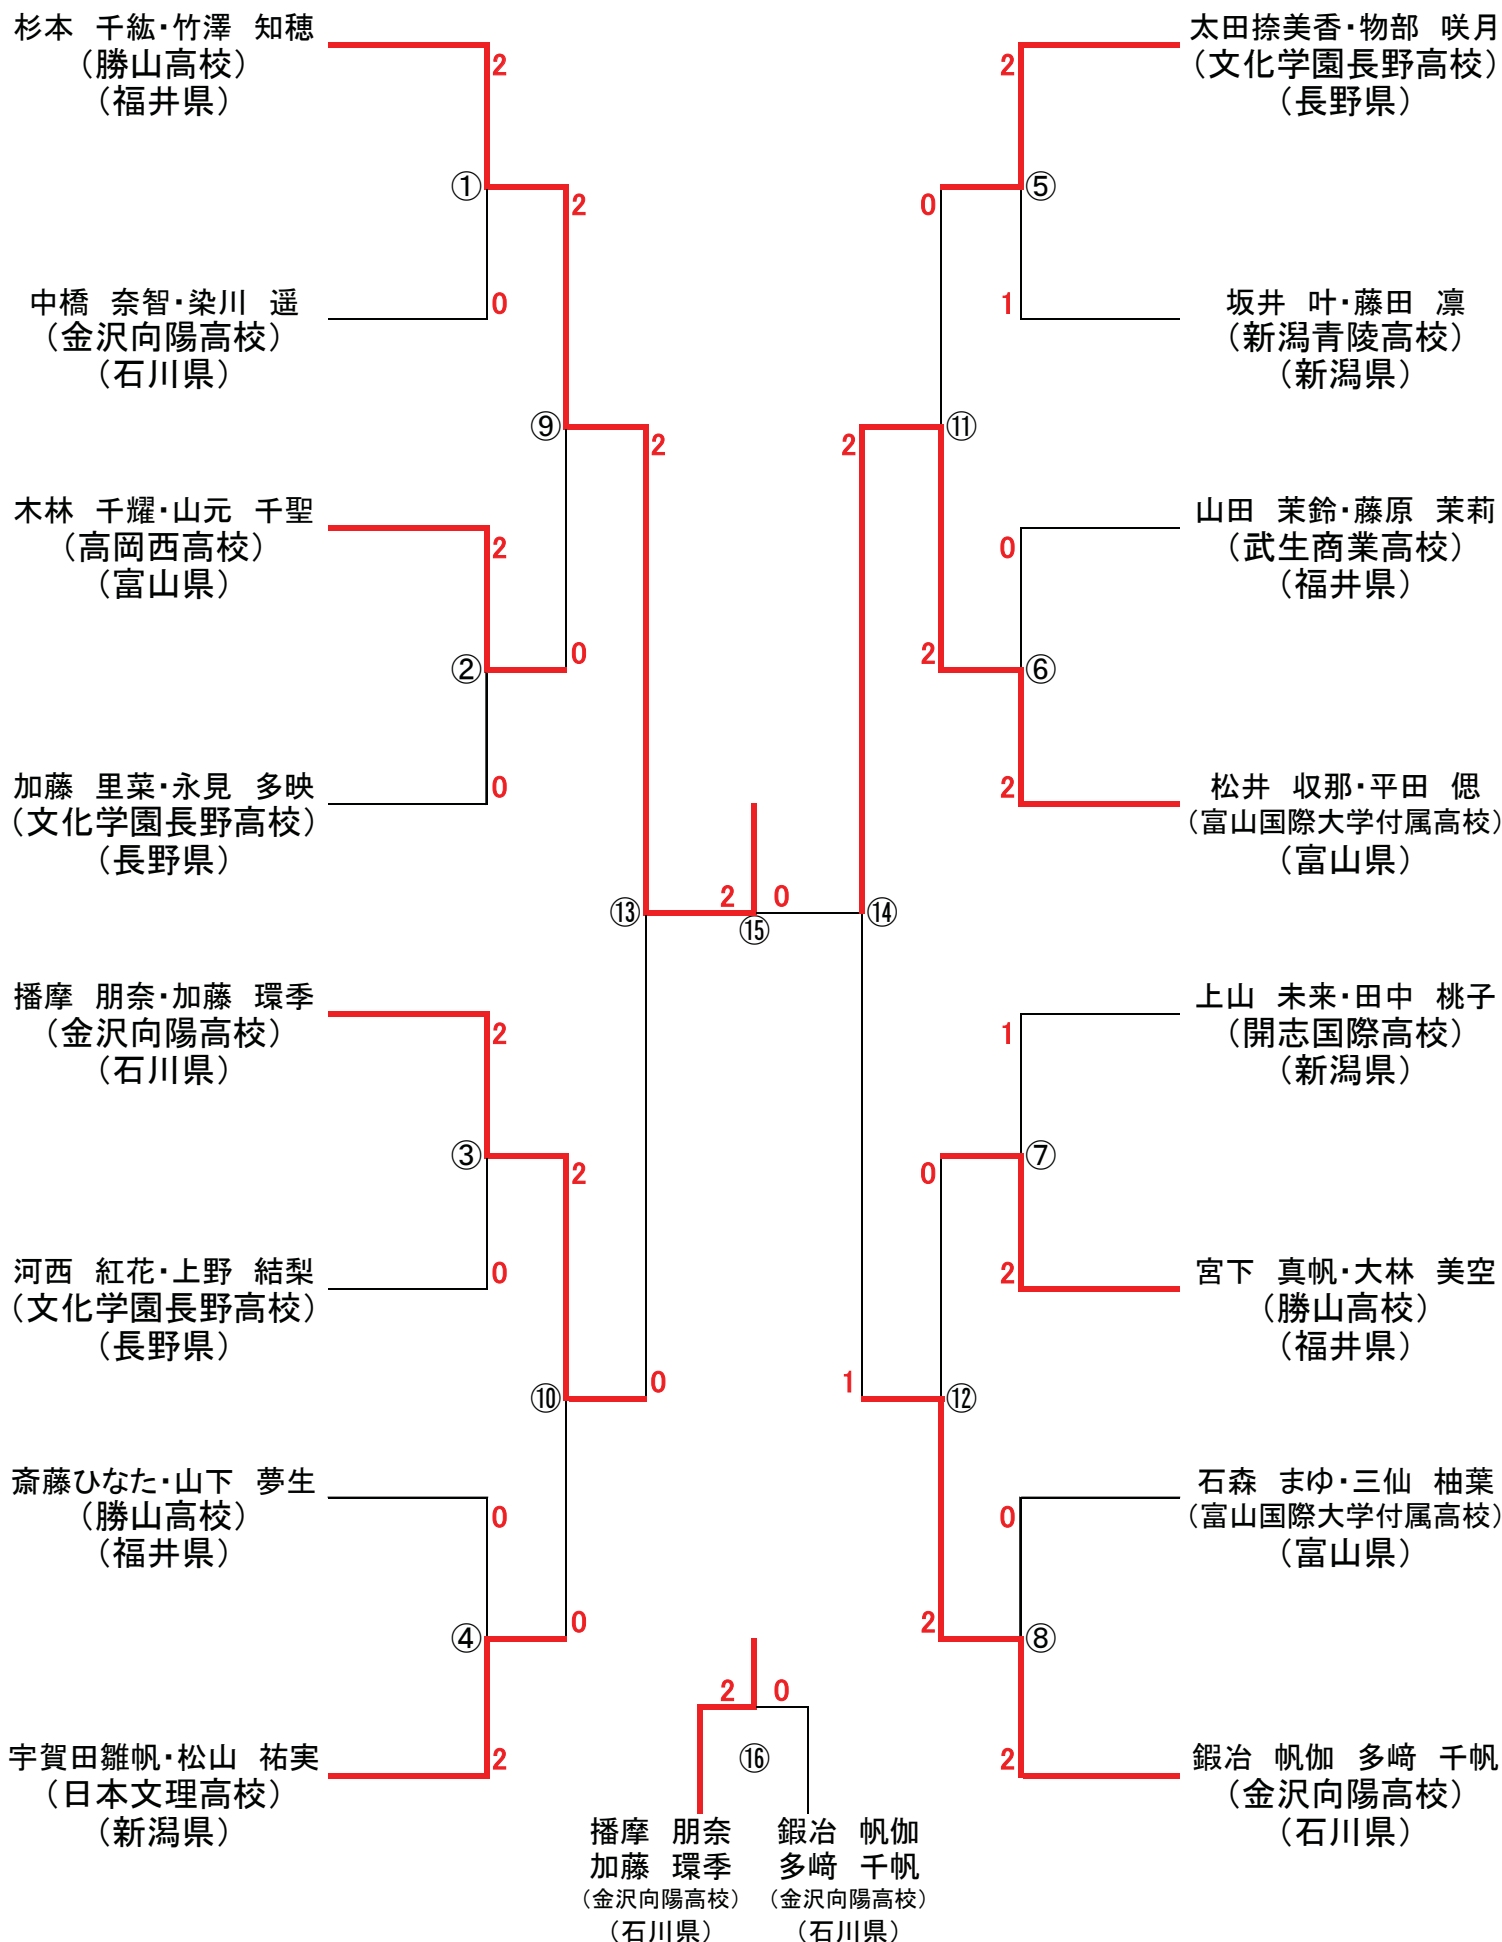 杉本　千紘・竹澤　知穂
（勝山高校）
（福井県）
2
①
2
中橋　奈智・染川　遥
（金沢向陽高校）
（石川県）
0
⑨
2
木林　千耀・山元　千聖
（高岡西高校）
（富山県）
2
②
0
加藤　里菜・永見　多映
（文化学園長野高校）
（長野県）
0
⑬
播摩　朋奈・加藤　環季
（金沢向陽高校）
（石川県）
2
③
2
河西　紅花・上野　結梨
（文化学園長野高校）
（長野県）
0
⑩
0
斎藤ひなた・山下　夢生
（勝山高校）
（福井県）
0
④
0
宇賀田雛帆・松山　祐実
（日本文理高校）
（新潟県）
2
2
0
⑮
太田捺美香・物部　咲月
（文化学園長野高校）
（長野県）
2
0
⑤
坂井　叶・藤田　凛
（新潟青陵高校）
（新潟県）
1
2
⑪
山田　茉鈴・藤原　茉莉
（武生商業高校）
（福井県）
0
2
⑥
松井　収那・平田　偲
（富山国際大学付属高校）
（富山県）
2
⑭
上山　未来・田中　桃子
（開志国際高校）
（新潟県）
1
0
⑦
宮下　真帆・大林　美空
（勝山高校）
（福井県）
2
1
⑫
石森　まゆ・三仙　柚葉
（富山国際大学付属高校）
（富山県）
0
2
⑧
鍜冶　帆伽　多﨑　千帆
（金沢向陽高校）
（石川県）
2
2
0
⑯
播摩　朋奈
加藤　環季
（金沢向陽高校）
（石川県）
鍜冶　帆伽
多﨑　千帆
（金沢向陽高校）
（石川県）